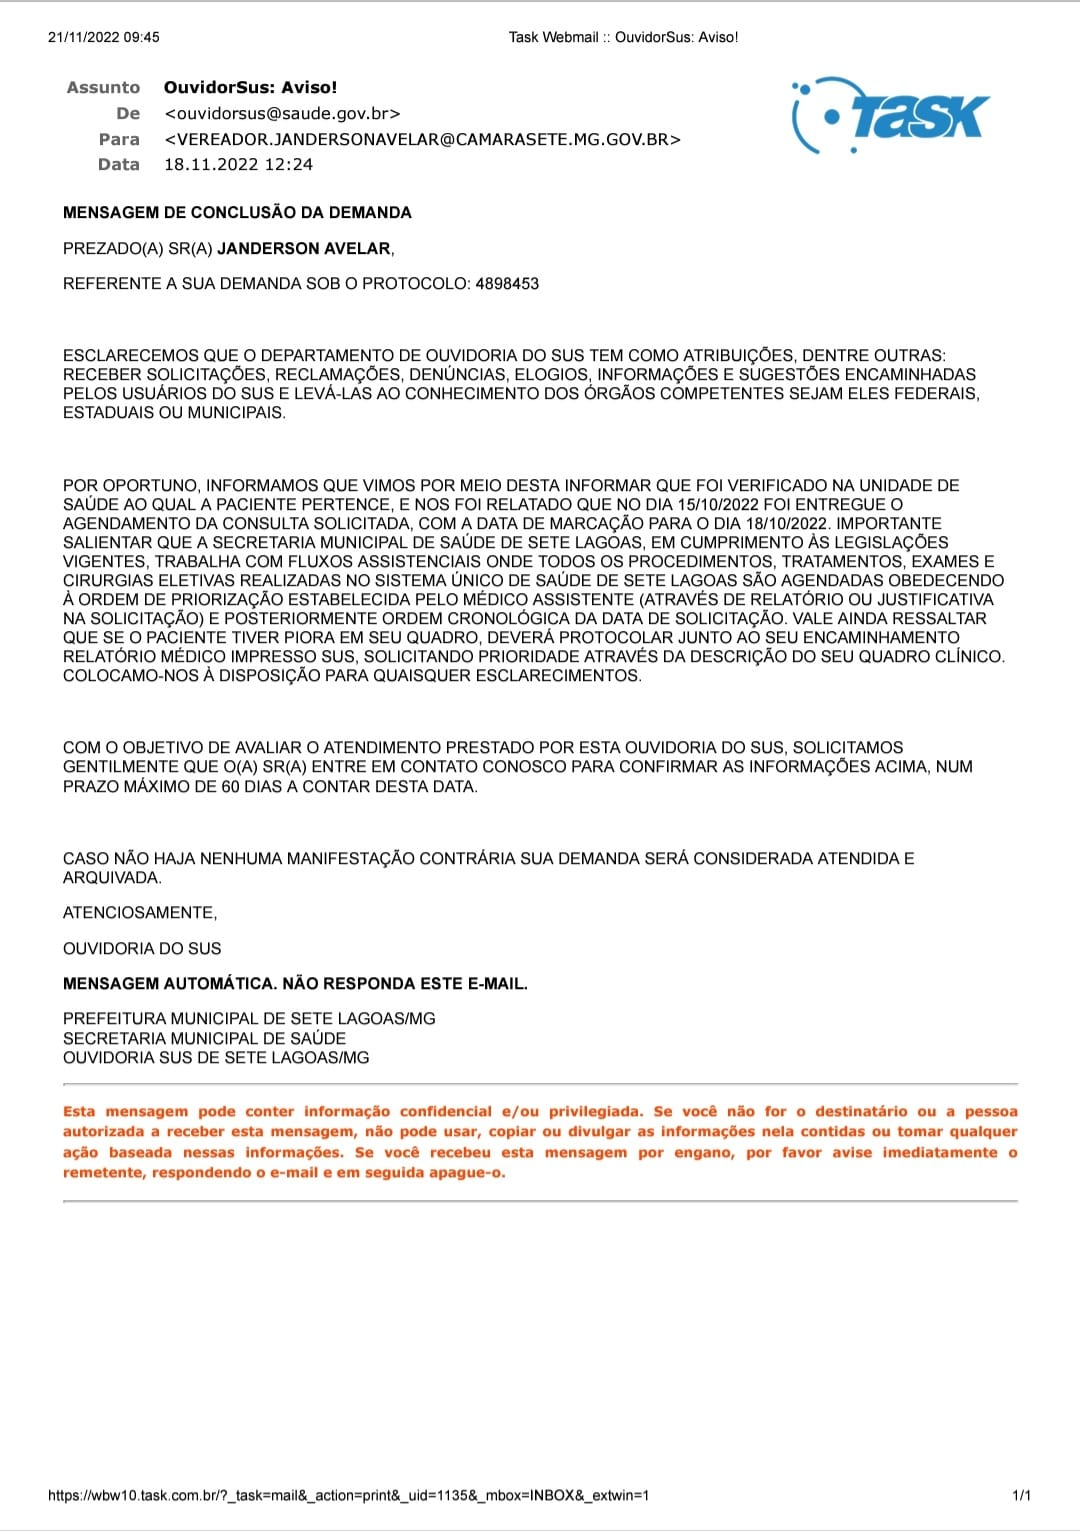 21/11/2022 09:45
Task Webmail :: OuvidorSus: Aviso!
Assunto OuvidorSus: Aviso!
De <ouvidorsus@saude.gov.br>
Para <VEREADOR.JANDERSONAVELAR@CAMARASETE.MG.GOV.BR>
Data 18.11.2022 12:24
TASK
MENSAGEM DE CONCLUSÃO DA DEMANDA
PREZADO(A) SR(A) JANDERSON AVELAR,
REFERENTE A SUA DEMANDA SOB O PROTOCOLO: 4898453
ESCLARECEMOS QUE O DEPARTAMENTO DE OUVIDORIA DO SUS TEM COMO ATRIBUIÇÕES, DENTRE OUTRAS:
RECEBER SOLICITAÇÕES, RECLAMAÇÕES, DENÚNCIAS, ELOGIOS, INFORMAÇÕES E SUGESTÕES ENCAMINHADAS
PELOS USUÁRIOS DO SUS E LEVÁ-LAS AO CONHECIMENTO DOS ÓRGÃOS COMPETENTES SEJAM ELES FEDERAIS,
ESTADUAIS OU MUNICIPAIS.
POR OPORTUNO, INFORMAMOS QUE VIMOS POR MEIO DESTA INFORMAR QUE FOI VERIFICADO NA UNIDADE DE
SAÚDE AO QUAL A PACIENTE PERTENCE, E NOS FOI RELATADO QUE NO DIA 15/10/2022 FOI ENTREGUE O
AGENDAMENTO DA CONSULTA SOLICITADA, COM A DATA DE MARCAÇÃO PARA O DIA 18/10/2022. IMPORTANTE
SALIENTAR QUE A SECRETARIA MUNICIPAL DE SAÚDE DE SETE LAGOAS, EM CUMPRIMENTO ÀS LEGISLAÇÕES
VIGENTES, TRABALHA COM FLUXOS ASSISTENCIAIS ONDE TODOS OS PROCEDIMENTOS, TRATAMENTOS, EXAMES E
CIRURGIAS ELETIVAS REALIZADAS NO SISTEMA ÚNICO DE SAÚDE DE SETE LAGOAS SÃO AGENDADAS OBEDECENDO
À ORDEM DE PRIORIZAÇÃO ESTABELECIDA PELO MÉDICO ASSISTENTE (ATRAVÉS DE RELATÓRIO OU JUSTIFICATIVA
NA SOLICITAÇÃO) E POSTERIORMENTE ORDEM CRONOLÓGICA DA DATA DE SOLICITAÇÃO. VALE AINDA RESSALTAR
QUE SE O PACIENTE TIVER PIORA EM SEU QUADRO, DEVERÁ PROTOCOLAR JUNTO AO SEU ENCAMINHAMENTO
RELATÓRIO MÉDICO IMPRESSO SUS, SOLICITANDO PRIORIDADE ATRAVÉS DA DESCRIÇÃO DO SEU QUADRO CLÍNICO.
COLOCAMO-NOS À DISPOSIÇÃO PARA QUAISQUER ESCLARECIMENTOS.
COM O OBJETIVO DE AVALIAR O ATENDIMENTO PRESTADO POR ESTA OUVIDORIA DO SUS, SOLICITAMOS
GENTILMENTE QUE O(A) SR(A) ENTRE EM CONTATO CONOSCO PARA CONFIRMAR AS INFORMAÇÕES ACIMA, NUM
PRAZO MÁXIMO DE 60 DIAS A CONTAR DESTA DATA.
CASO NÃO HAJA NENHUMA MANIFESTAÇÃO CONTRÁRIA SUA DEMANDA SERÁ CONSIDERADA ATENDIDA E
ARQUIVADA.
ATENCIOSAMENTE,
OUVIDORIA DO SUS
MENSAGEM AUTOMÁTICA. NÃO RESPONDA ESTE E-MAIL.
PREFEITURA MUNICIPAL DE SETE LAGOAS/MG
SECRETARIA MUNICIPAL DE SAÚDE
OUVIDORIA SUS DE SETE LAGOAS/MG
Esta mensagem pode conter informação confidencial e/ou privilegiada. Se você não for o destinatário ou a pessoa
autorizada a receber esta mensagem, não pode usar, copiar ou divulgar as informações nela contidas ou tomar qualquer
ação baseada nessas informações. Se você recebeu esta mensagem por engano, por favor avise imediatamente o
remetente, respondendo o e-mail e em seguida apague-o.
https://wbw10.task.com.br/?_task=mail&_action=print&_uid=1135&_mbox=INBOX&_extwin=1
1/1